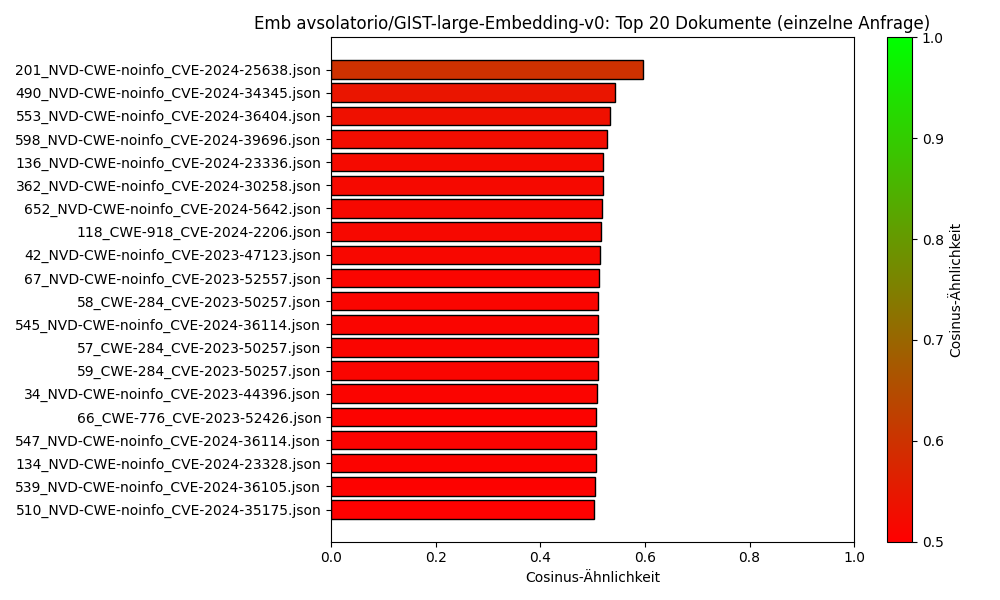 Emb avsolatorio/GIST-large-Embedding-v0: Top 20 Dokumente (einzelne Anfrage)
201_NVD-CWE-noinfo_CVE-2024-25638.json
490_NVD-CWE-noinfo_CVE-2024-34345.json
553_NVD-CWE-noinfo_CVE-2024-36404.json
598_NVD-CWE-noinfo_CVE-2024-39696.json
136_NVD-CWE-noinfo_CVE-2024-23336.json
362_NVD-CWE-noinfo_CVE-2024-30258.json
652_NVD-CWE-noinfo_CVE-2024-5642.json
118_CWE-918_CVE-2024-2206.json
42_NVD-CWE-noinfo_CVE-2023-47123.json
67_NVD-CWE-noinfo_CVE-2023-52557.json
58_CWE-284_CVE-2023-50257.json
545_NVD-CWE-noinfo_CVE-2024-36114.json
57_CWE-284_CVE-2023-50257.json
59_CWE-284_CVE-2023-50257.json
34_NVD-CWE-noinfo_CVE-2023-44396.json
66_CWE-776_CVE-2023-52426.json
547_NVD-CWE-noinfo_CVE-2024-36114.json
134_NVD-CWE-noinfo_CVE-2024-23328.json
539_NVD-CWE-noinfo_CVE-2024-36105.json
510_NVD-CWE-noinfo_CVE-2024-35175.json
0.0 0.2 0.4 0.6 0.8 1.0
Cosinus-Ähnlichkeit
1.0
0.9
0.8
0.7
0.6
0.5
Cosinus-Ähnlichkeit